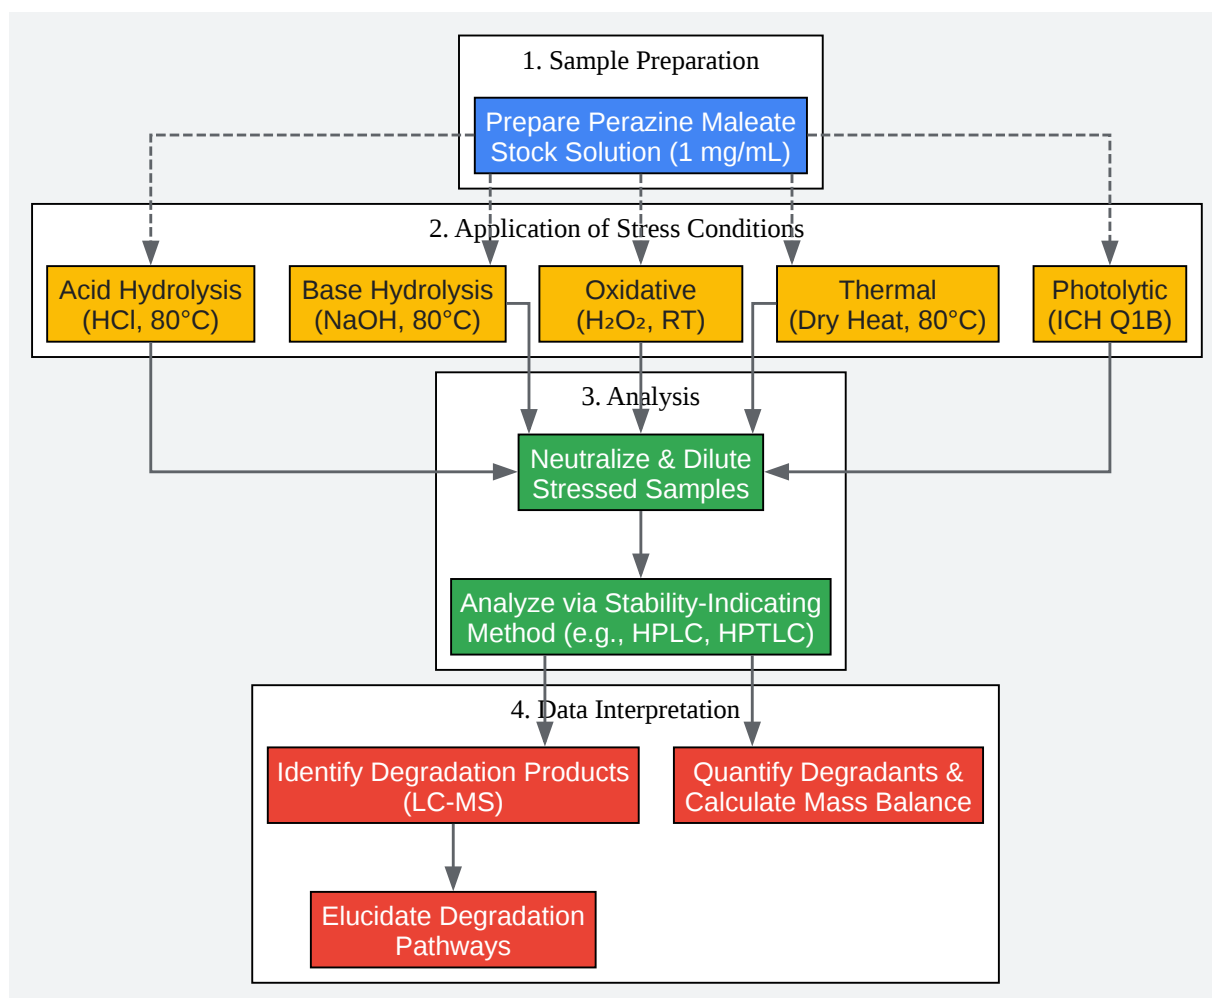 1. Sample Preparation
Prepare Perazine Maleate
Stock Solution (1 mg/mL)
2. Application of Stress Conditions
Acid Hydrolysis
(HCl, 80°C)
Base Hydrolysis
(NaOH, 80°C)
Oxidative
(H₂O₂, RT)
Thermal
(Dry Heat, 80°C)
Photolytic
(ICH Q1B)
3. Analysis
Neutralize & Dilute
Stressed Samples
Analyze via Stability-Indicating
Method (e.g., HPLC, HPTLC)
4. Data Interpretation
Identify Degradation Products
(LC-MS)
Quantify Degradants &
Calculate Mass Balance
Elucidate Degradation
Pathways